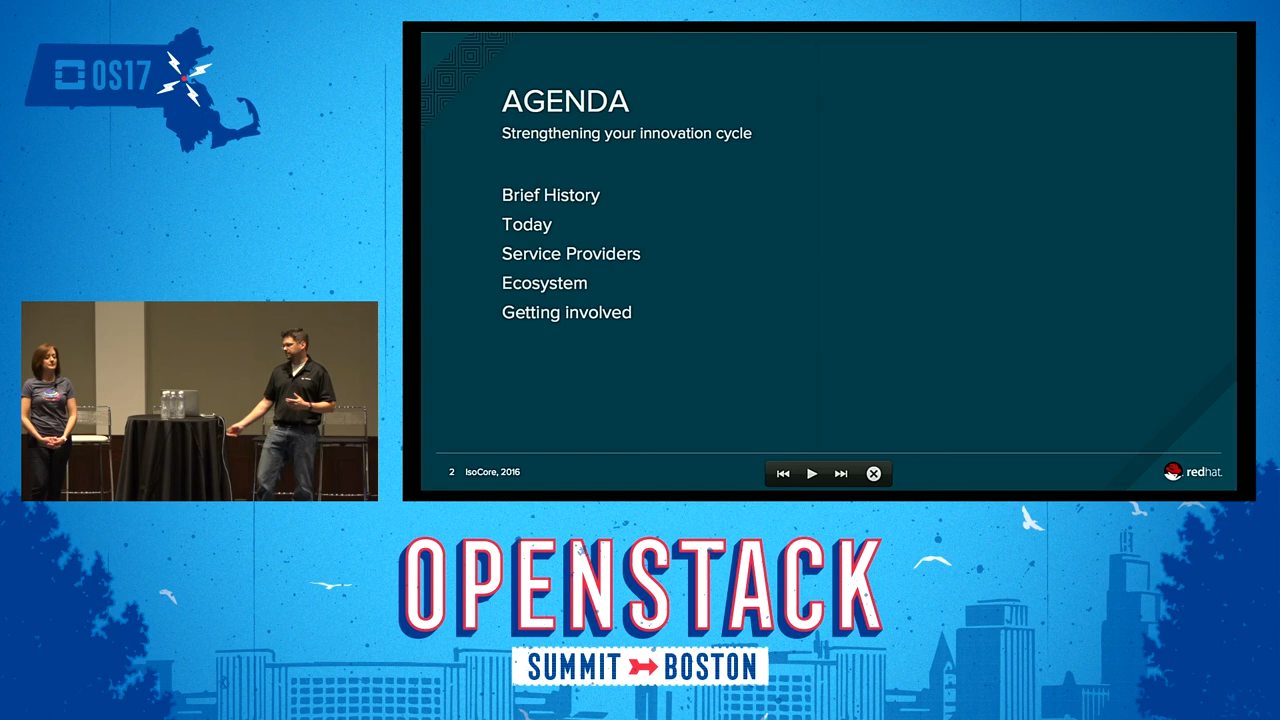 OS17
AGENDA
Strengthening your innovation cycle
Brief History
Today
Service Providers
Ecosystem
Getting involved
2 IsoCore, 2016
redhat.
OPENSTACK
SUMMIT BOSTON